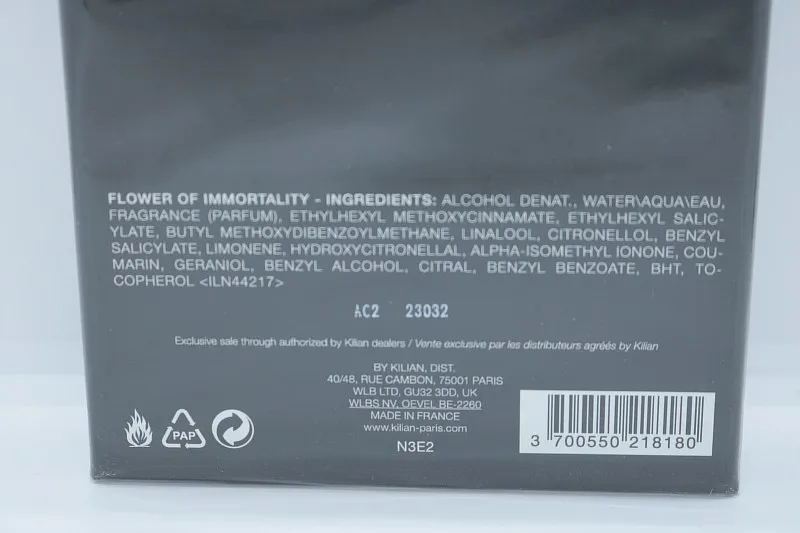 FLOWER OF IMMORTALITY - INGREDIENTS: ALCOHOL DENAT., WATER\AQUA\EAU,
FRAGRANCE (PARFUM), ETHYLHEXYL METHOXYCINNAMATE, ETHYLHEXYL SALIC-
YLATE, BUTYL METHOXYDIBENZOYLMETHANE, LINALOOL, CITRONELLOL, BENZYL
SALICYLATE, LIMONENE, HYDROXYCITRONELLAL, ALPHA-ISOMETHYL IONONE, COU-
MARIN, GERANIOL, BENZYL ALCOHOL, CITRAL, BENZYL BENZOATE, BHT, TO-
COPHEROL <ILN44217>
AC2 23032
Exclusive sale through authorized by Kilian dealers / Vente exclusive par les distributeurs agréés by Kilian
BY KILIAN, DIST.
40/48, RUE CAMBON, 75001 PARIS
WLB LTD, GU32 3DD, UK
WLBS NV, OEVEL BE-2260
MADE IN FRANCE
www.kilian-paris.com
N3E2
PAP
3 700550 218180